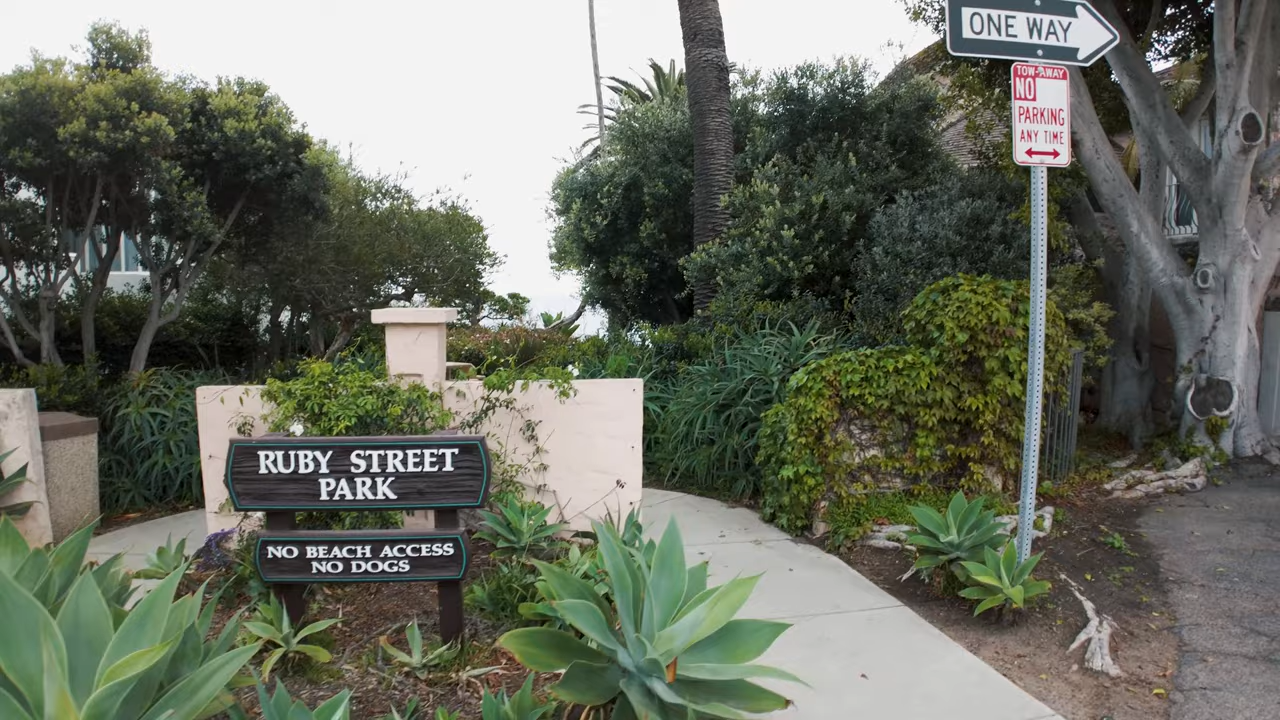 ONE WAY
TOW-AWAY
NO
PARKING
ANY TIME
RUBY STREET
PARK
NO BEACH ACCESS
NO DOGS